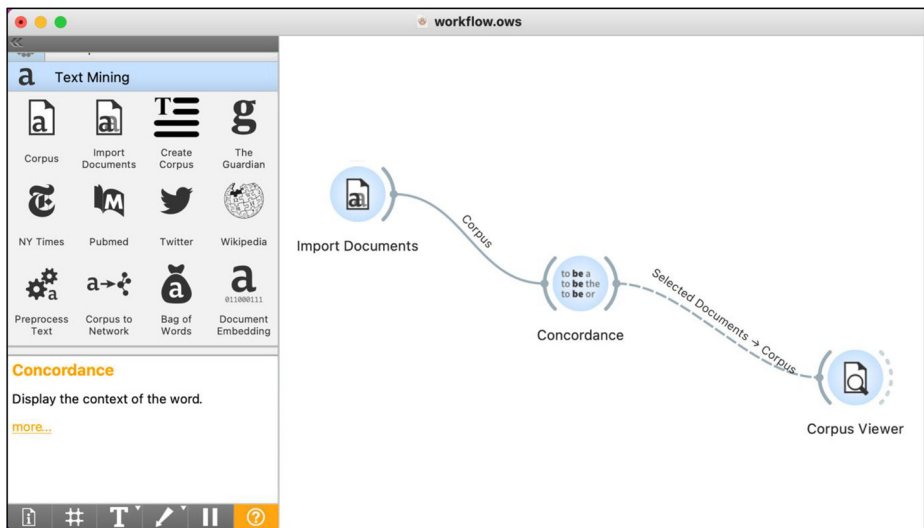 workflow.ows
Text Mining
Corpus
Import
Documents
Create
Corpus
The
Guardian
NY Times
Pubmed
Twitter
Wikipedia
Preprocess
Text
Corpus to
Network
Bag of
Words
011000111
Document
Embedding
Concordance
Display the context of the word.
more...
Import Documents
Corpus
to be a
to be the
to be or
Concordance
Selected Documents → Corpus
Corpus Viewer